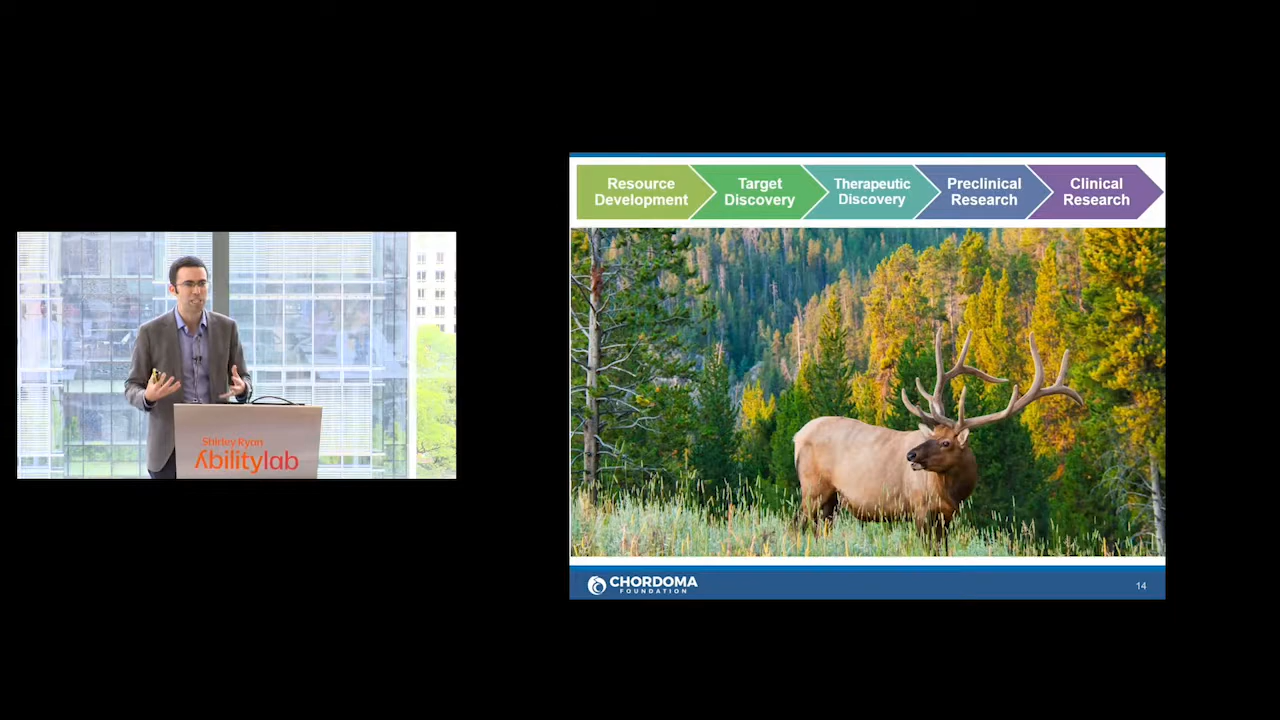 Shirley Ryan
Abilitylab
Resource
Development
Target
Discovery
Therapeutic
Discovery
Preclinical
Research
Clinical
Research
CHORDOMA
FOUNDATION
14